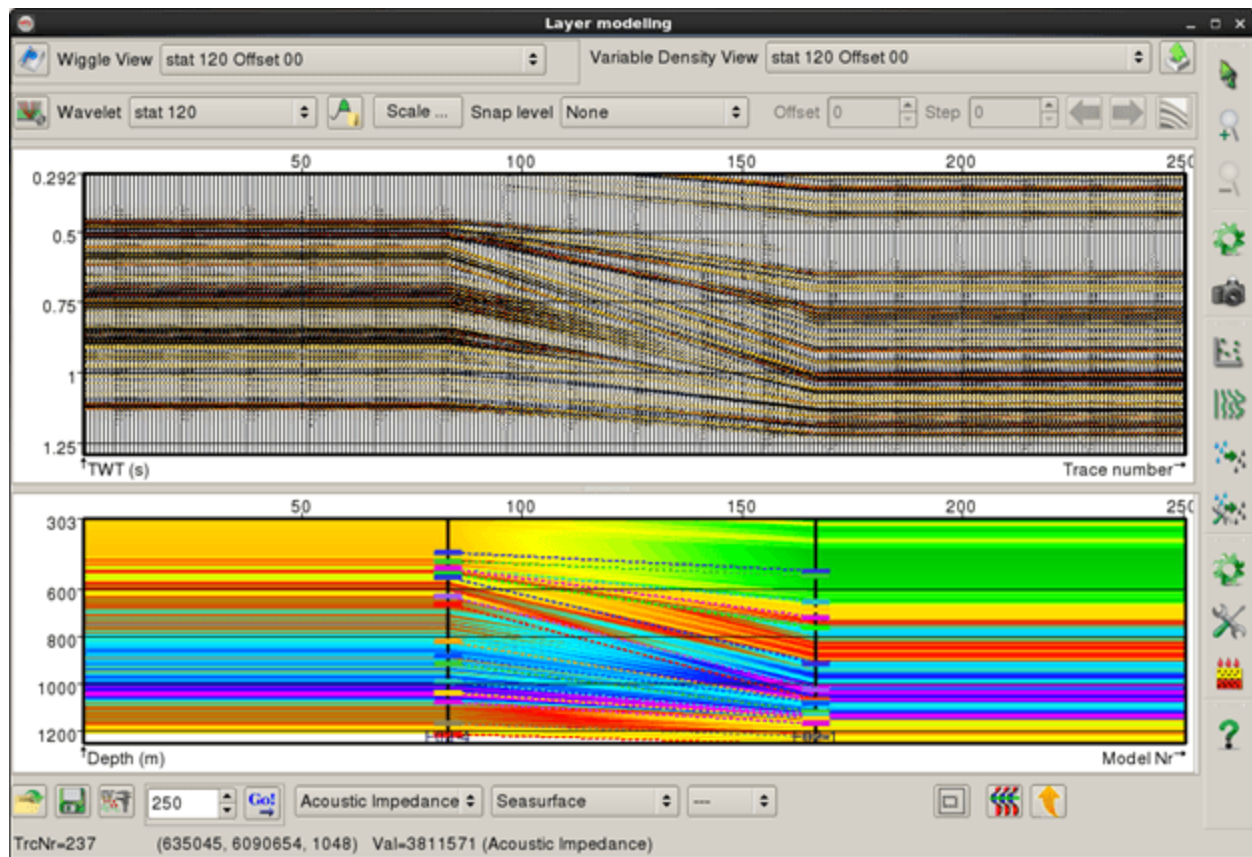 Layer modeling
Wiggle View stat 120 Offset 00 Variable Density View stat 120 Offset 00
Wavelet stat 120 Scale ... Snap level None Offset 0 Step 0
50 100 150 200 250
0.292
0.5
0.75
1
1.25
TWT (s) Trace number
50 100 150 200 250
303
600
800
1000
1200
Depth (m) Model Nr
250 Go! Acoustic Impedance Seasurface ---
TrcNr=237 (635045, 6090654, 1048) Val=3811571 (Acoustic Impedance)